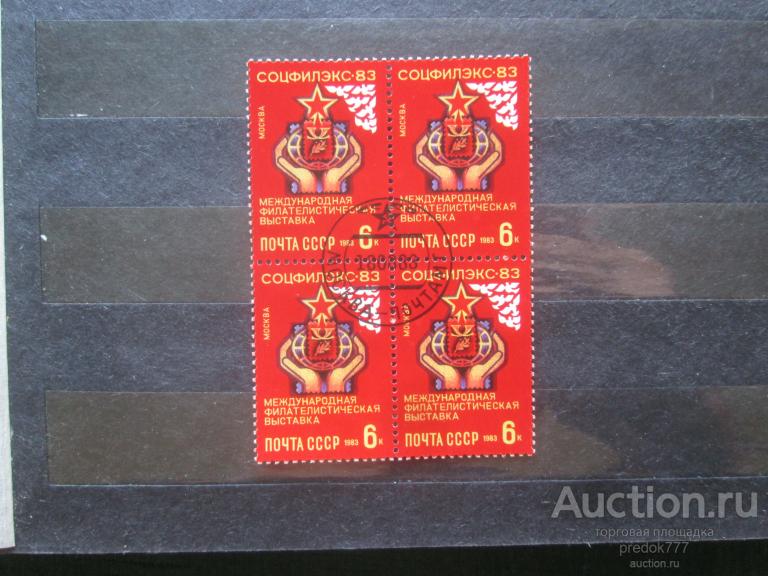 СОЦФИЛЭКС·83
МОСКВА
МЕЖДУНАРОДНАЯ
ФИЛАТЕЛИСТИЧЕСКАЯ
ВЫСТАВКА
ПОЧТА СССР 1983 6к
СОЦФИЛЭКС·83
МОСКВА
МЕЖДУНАРОДНАЯ
ФИЛАТЕЛИСТИЧЕСКАЯ
ВЫСТАВКА
ПОЧТА СССР 1983 6к
СОЦФИЛЭКС·83
МОСКВА
МЕЖДУНАРОДНАЯ
ФИЛАТЕЛИСТИЧЕСКАЯ
ВЫСТАВКА
ПОЧТА СССР 1983 6к
СОЦФИЛЭКС·83
МОСКВА
МЕЖДУНАРОДНАЯ
ФИЛАТЕЛИСТИЧЕСКАЯ
ВЫСТАВКА
ПОЧТА СССР 1983 6к
МОСКВА-ПОЧТАМТ
Auction.ru
торговая площадка
predok777
auction.ru